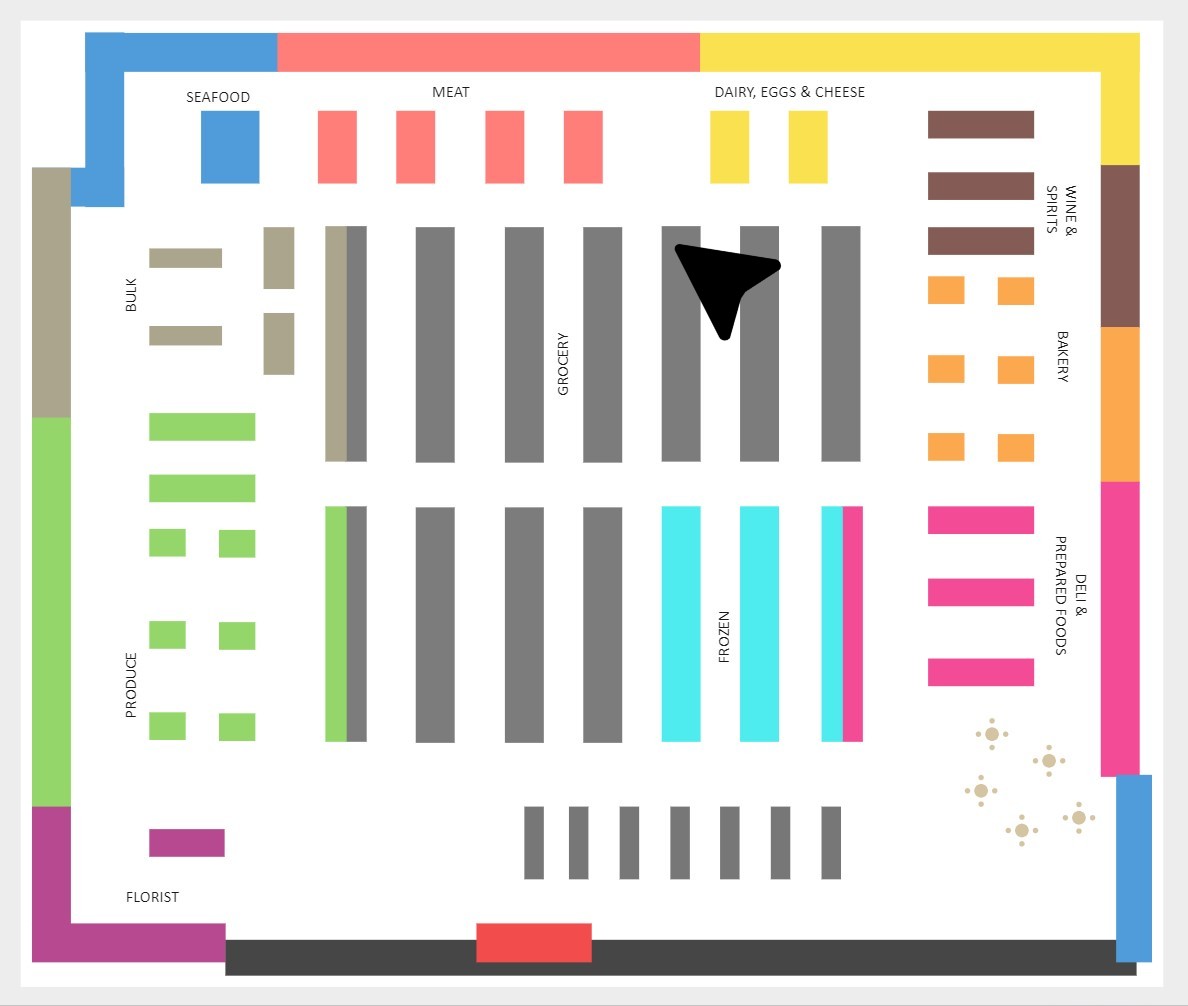 SEAFOOD
MEAT
DAIRY, EGGS & CHEESE
WINE &
SPIRITS
BULK
GROCERY
BAKERY
DELI &
PREPARED FOODS
FROZEN
PRODUCE
FLORIST